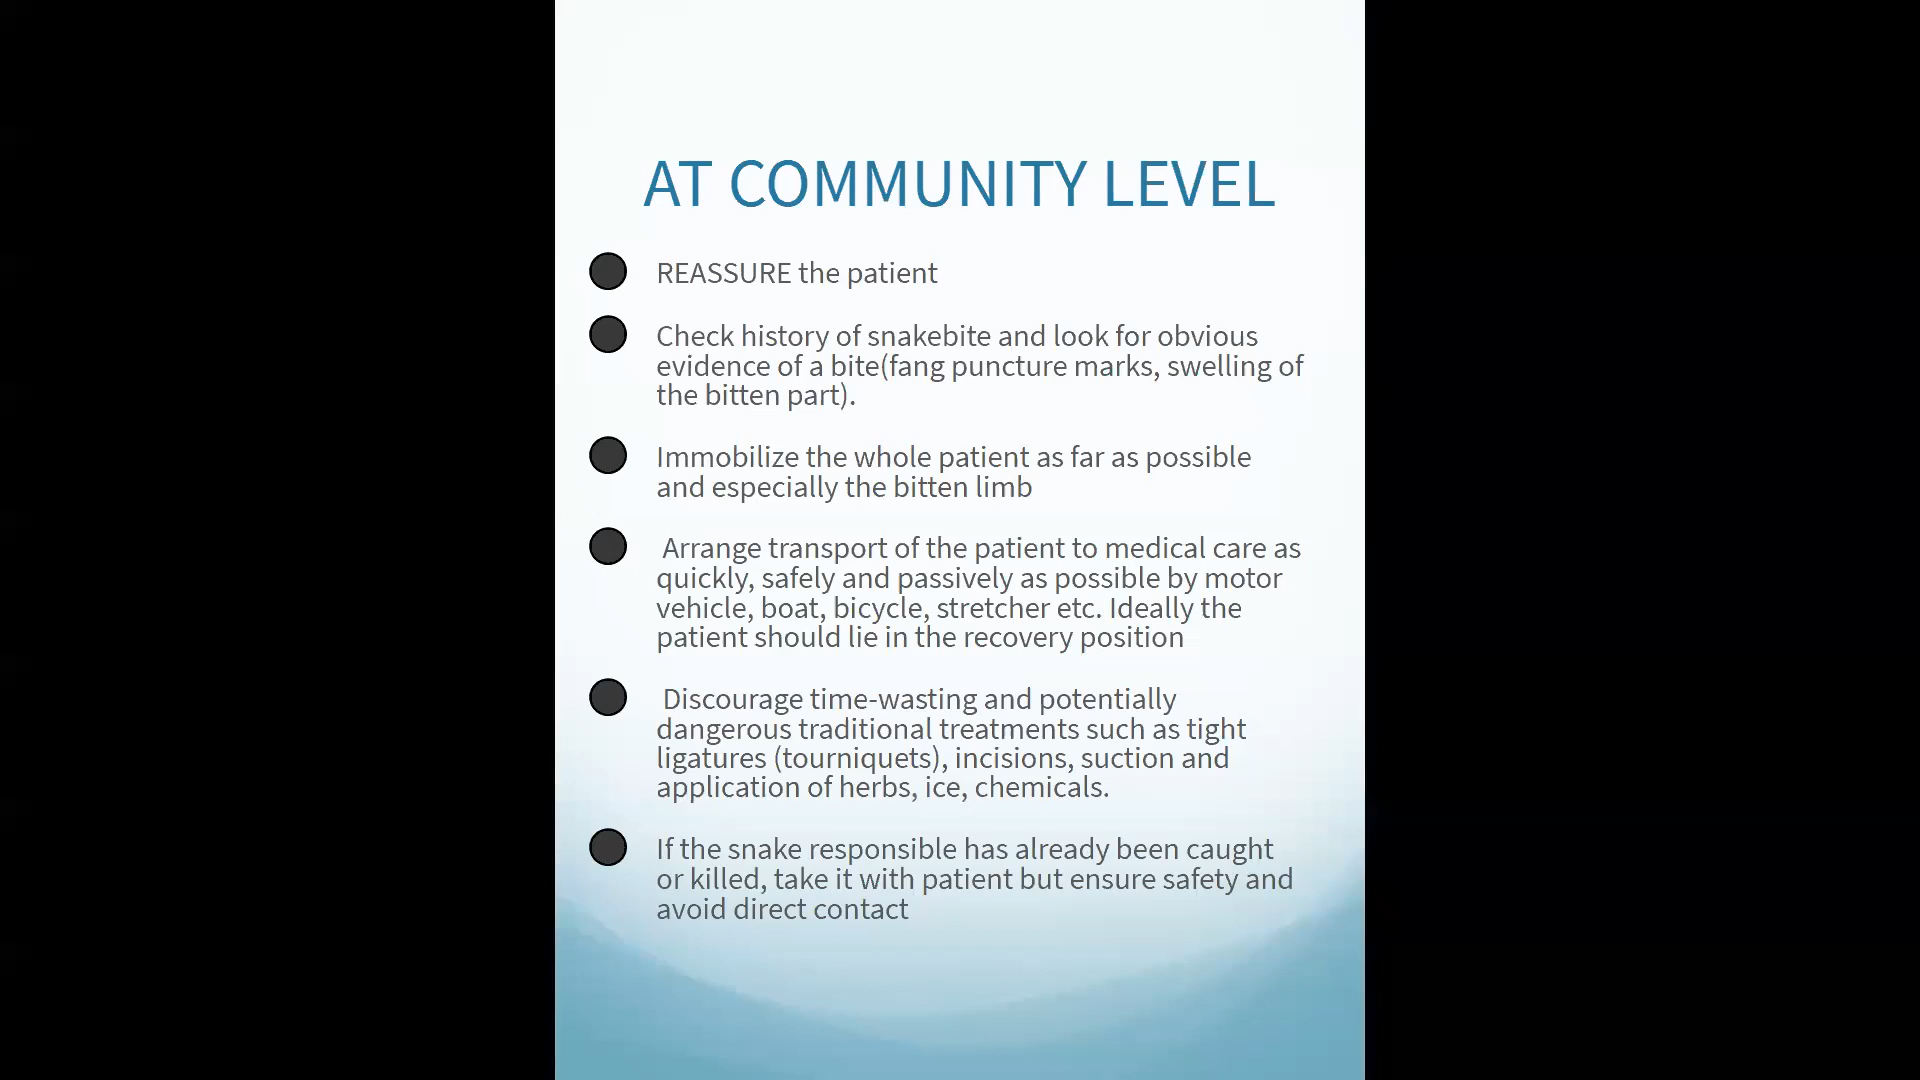 AT COMMUNITY LEVEL
REASSURE the patient
Check history of snakebite and look for obvious
evidence of a bite(fang puncture marks, swelling of
the bitten part).
Immobilize the whole patient as far as possible
and especially the bitten limb
Arrange transport of the patient to medical care as
quickly, safely and passively as possible by motor
vehicle, boat, bicycle, stretcher etc. Ideally the
patient should lie in the recovery position
Discourage time-wasting and potentially
dangerous traditional treatments such as tight
ligatures (tourniquets), incisions, suction and
application of herbs, ice, chemicals.
If the snake responsible has already been caught
or killed, take it with patient but ensure safety and
avoid direct contact